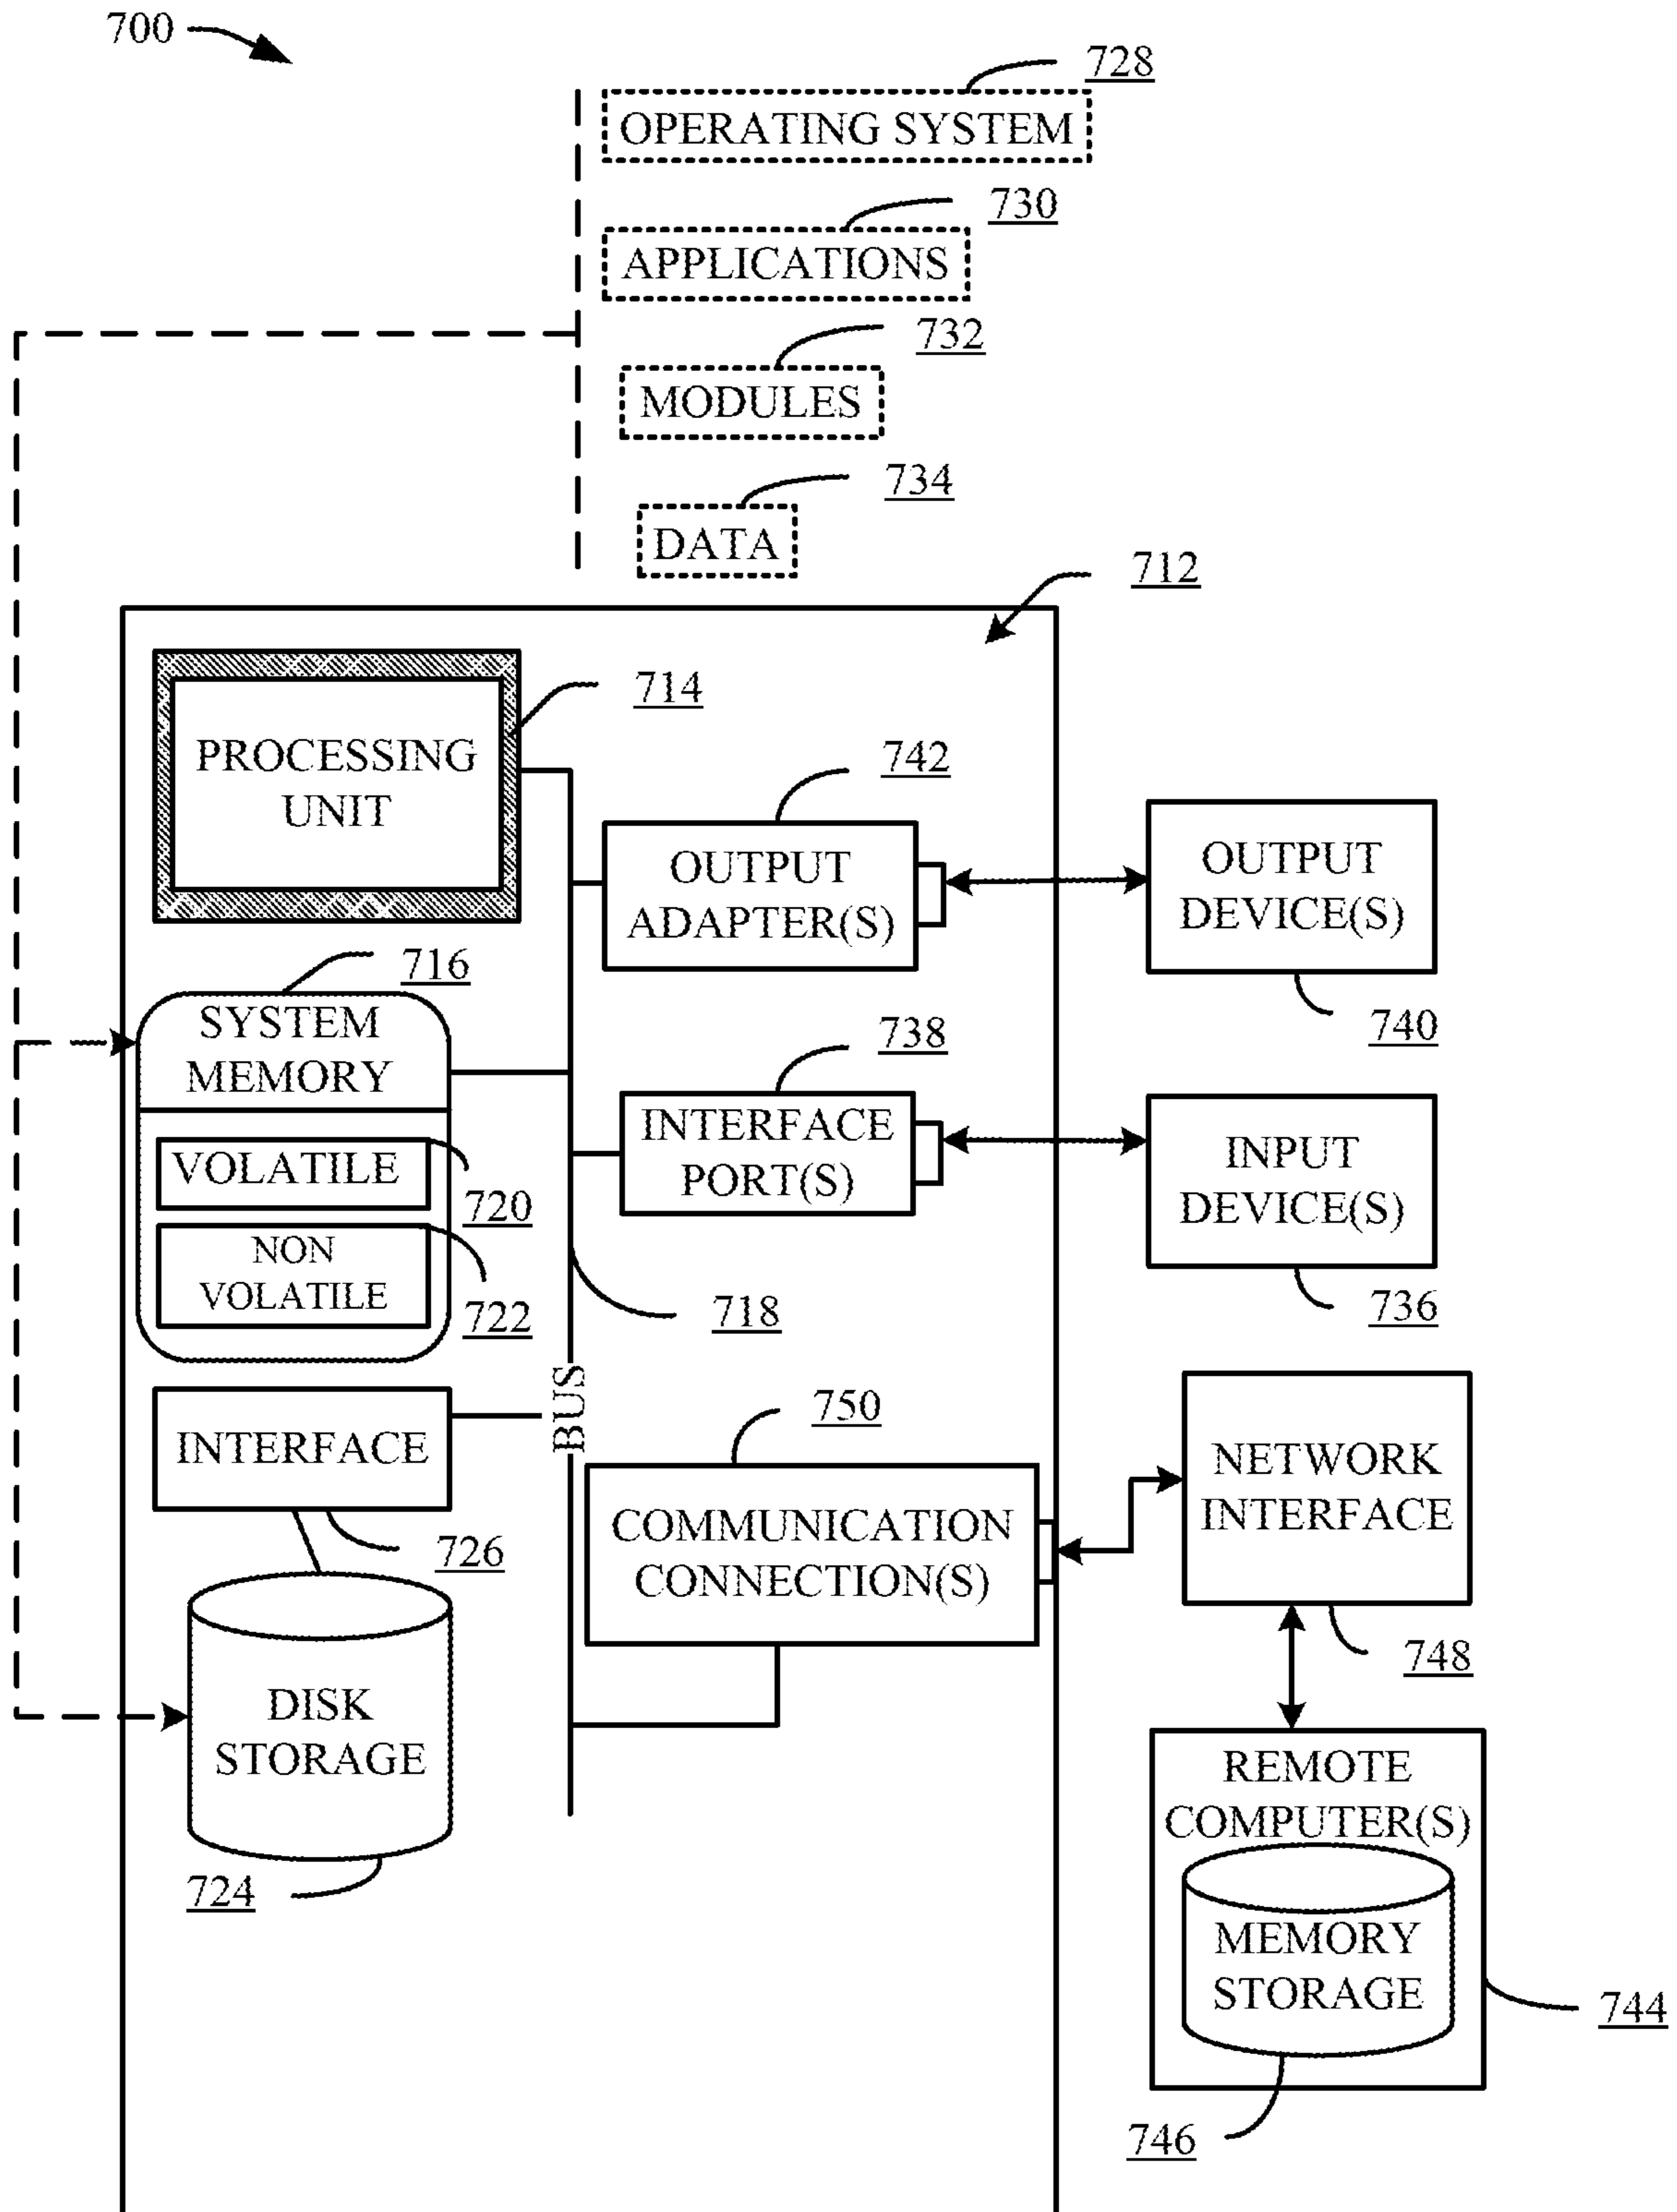 700
728
OPERATING SYSTEM
730
APPLICATIONS
732
MODULES
734
DATA
712
714
PROCESSING
UNIT
742
OUTPUT
ADAPTER(S)
OUTPUT
DEVICE(S)
740
716
SYSTEM
MEMORY
VOLATILE
720
NON
VOLATILE
722
738
INTERFACE
PORT(S)
INPUT
DEVICE(S)
736
718
BUS
INTERFACE
726
750
COMMUNICATION
CONNECTION(S)
NETWORK
INTERFACE
748
DISK
STORAGE
724
REMOTE
COMPUTER(S)
MEMORY
STORAGE
744
746